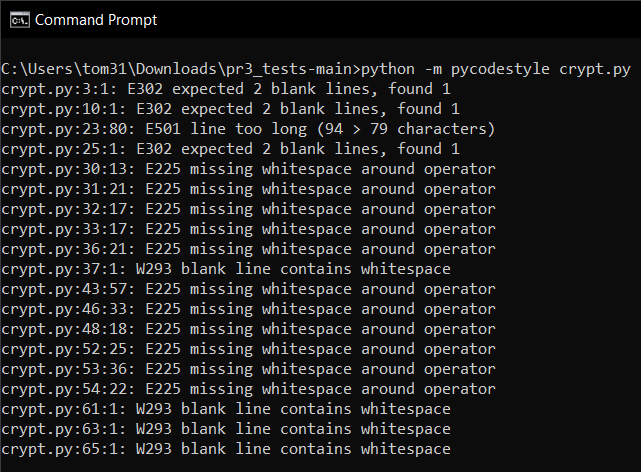 Command Prompt
C:\Users\tom31\Downloads\pr3_tests-main>python -m pycodestyle crypt.py
crypt.py:3:1: E302 expected 2 blank lines, found 1
crypt.py:10:1: E302 expected 2 blank lines, found 1
crypt.py:23:80: E501 line too long (94 > 79 characters)
crypt.py:25:1: E302 expected 2 blank lines, found 1
crypt.py:30:13: E225 missing whitespace around operator
crypt.py:31:21: E225 missing whitespace around operator
crypt.py:32:17: E225 missing whitespace around operator
crypt.py:33:17: E225 missing whitespace around operator
crypt.py:36:21: E225 missing whitespace around operator
crypt.py:37:1: W293 blank line contains whitespace
crypt.py:43:57: E225 missing whitespace around operator
crypt.py:46:33: E225 missing whitespace around operator
crypt.py:48:18: E225 missing whitespace around operator
crypt.py:52:25: E225 missing whitespace around operator
crypt.py:53:36: E225 missing whitespace around operator
crypt.py:54:22: E225 missing whitespace around operator
crypt.py:61:1: W293 blank line contains whitespace
crypt.py:63:1: W293 blank line contains whitespace
crypt.py:65:1: W293 blank line contains whitespace